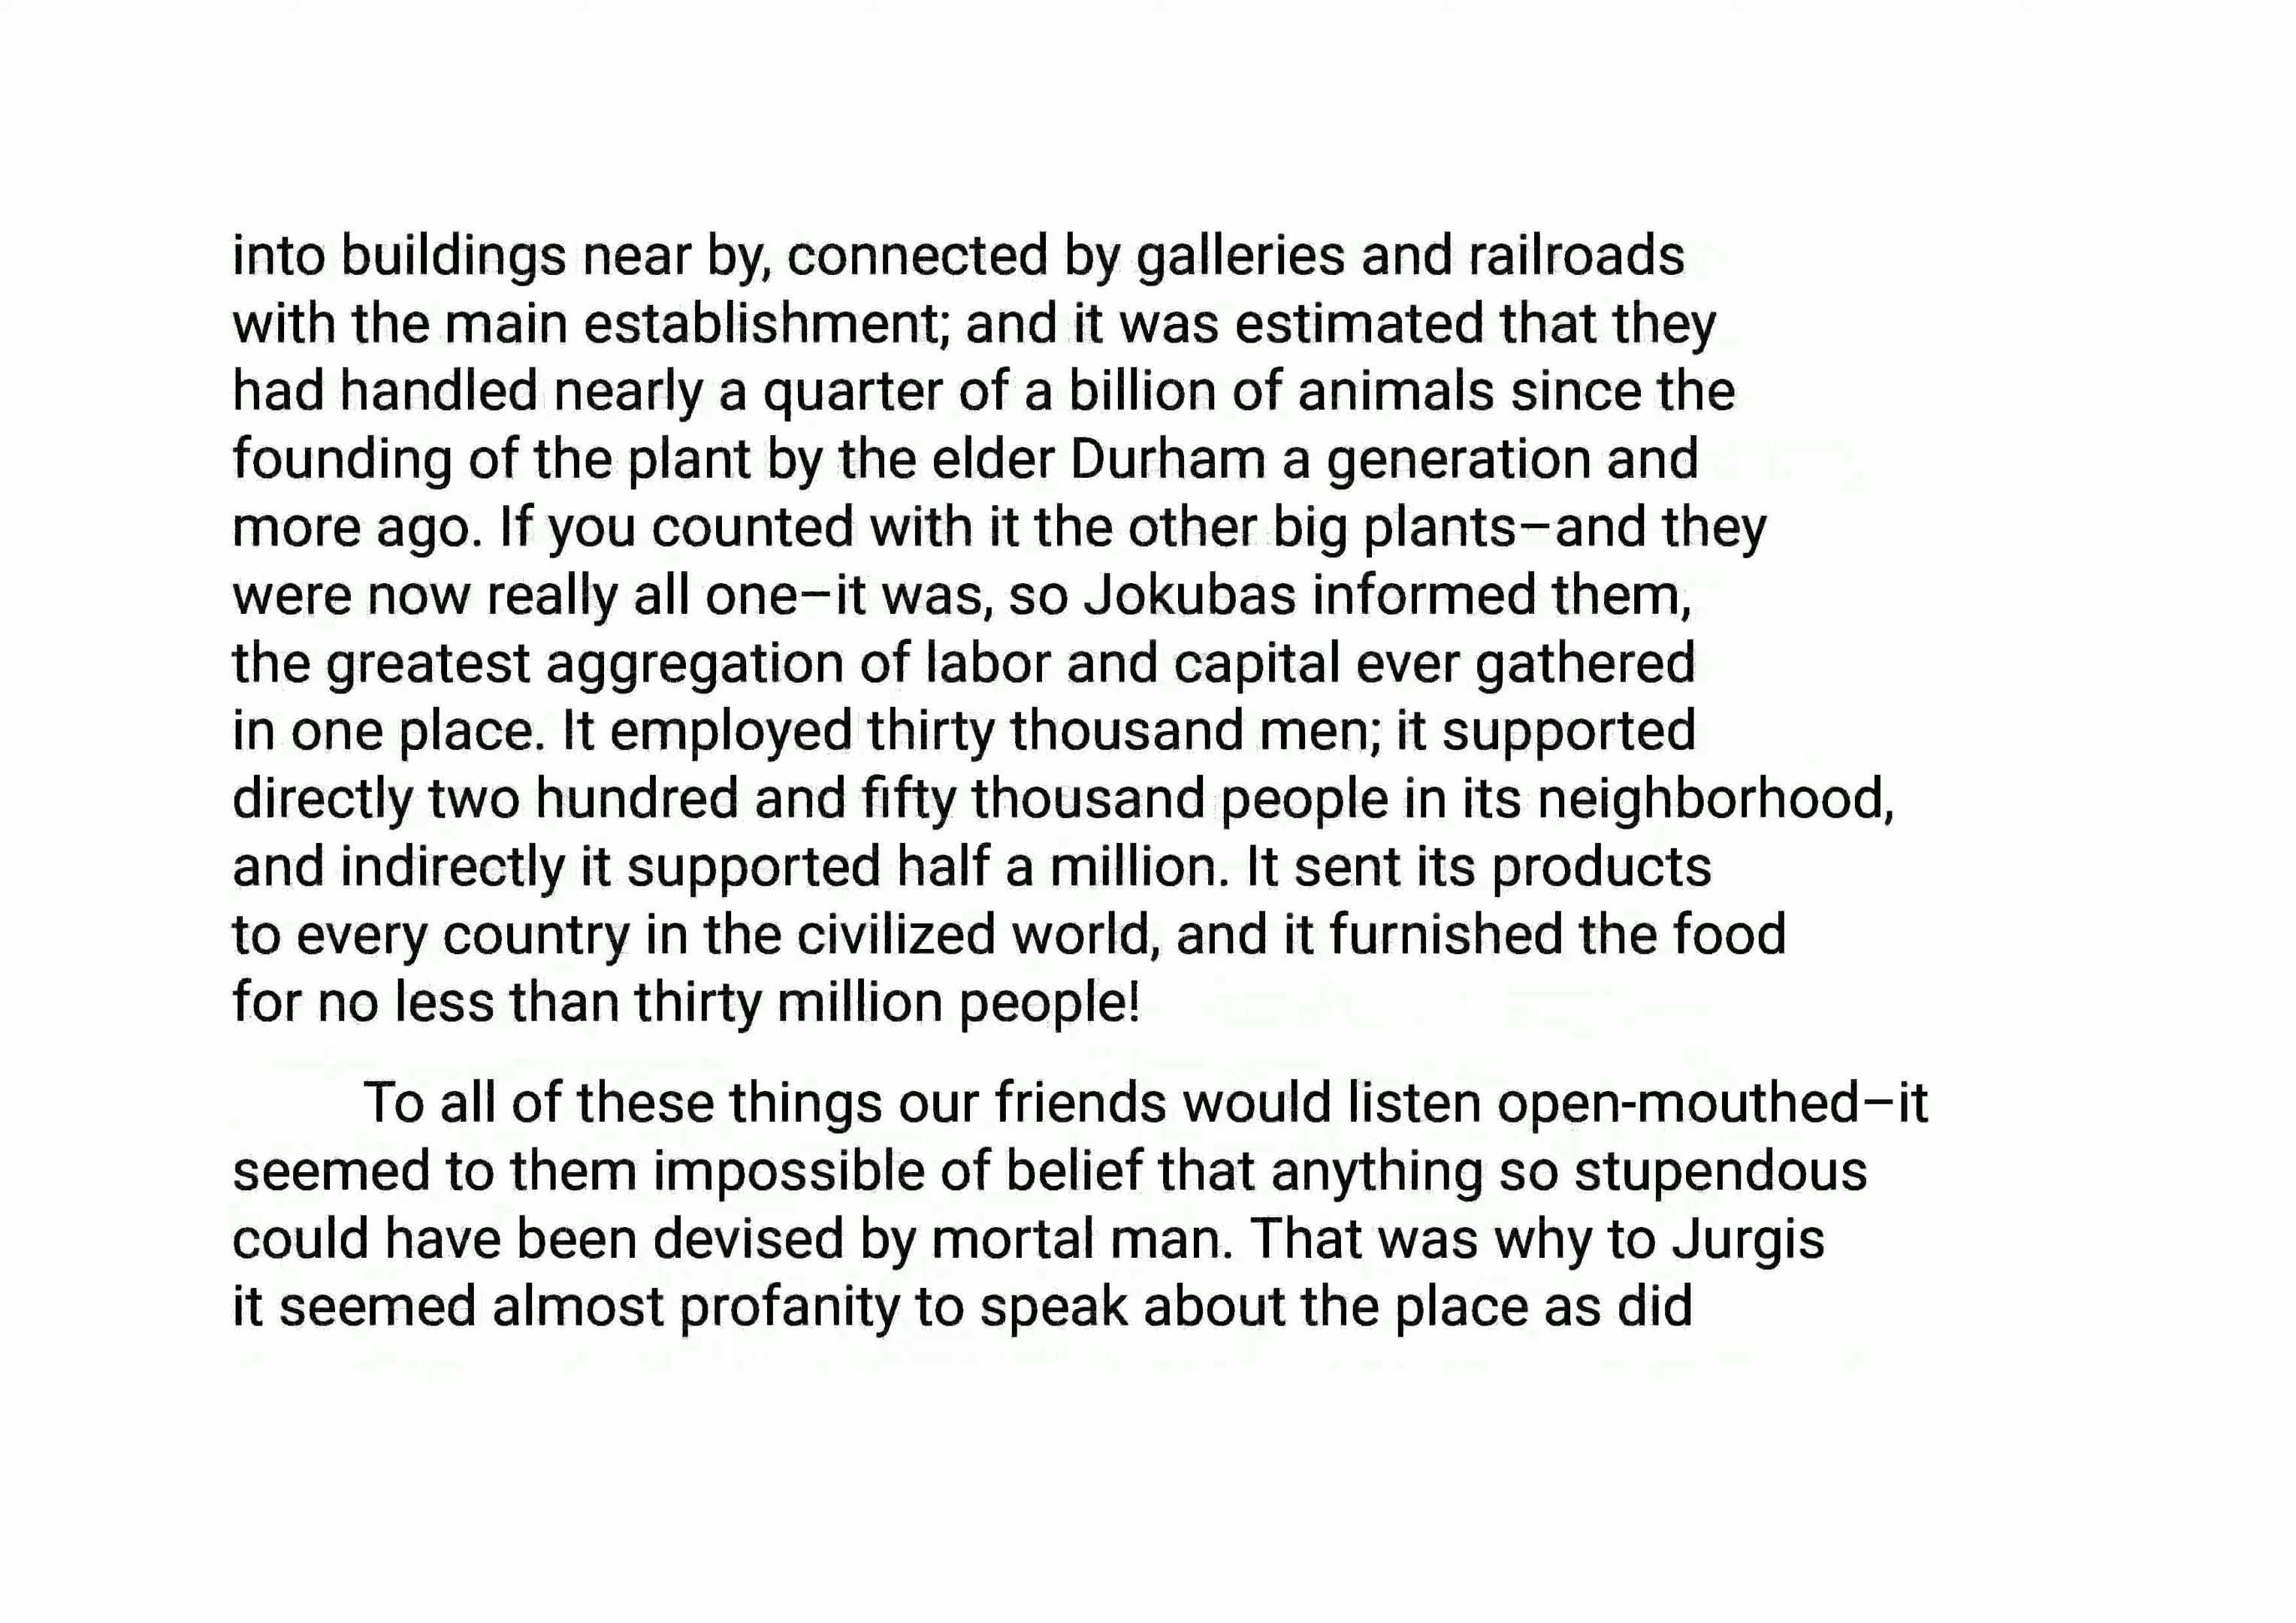 into buildings near by, connected by galleries and railroads
with the main establishment; and it was estimated that they
had handled nearly a quarter of a billion of animals since the
founding of the plant by the elder Durham a generation and
more ago. If you counted with it the other big plants–and they
were now really all one–it was, so Jokubas informed them,
the greatest aggregation of labor and capital ever gathered
in one place. It employed thirty thousand men; it supported
directly two hundred and fifty thousand people in its neighborhood,
and indirectly it supported half a million. It sent its products
to every country in the civilized world, and it furnished the food
for no less than thirty million people!
To all of these things our friends would listen open-mouthed–it
seemed to them impossible of belief that anything so stupendous
could have been devised by mortal man. That was why to Jurgis
it seemed almost profanity to speak about the place as did